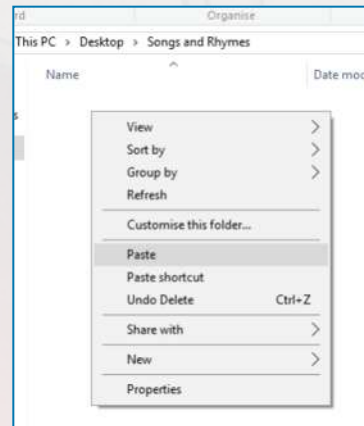 Organise
This PC > Desktop > Songs and Rhymes
Name Date mod
View >
Sort by >
Group by >
Refresh
Customise this folder...
Paste
Paste shortcut
Undo Delete Ctrl+Z
Share with >
New >
Properties